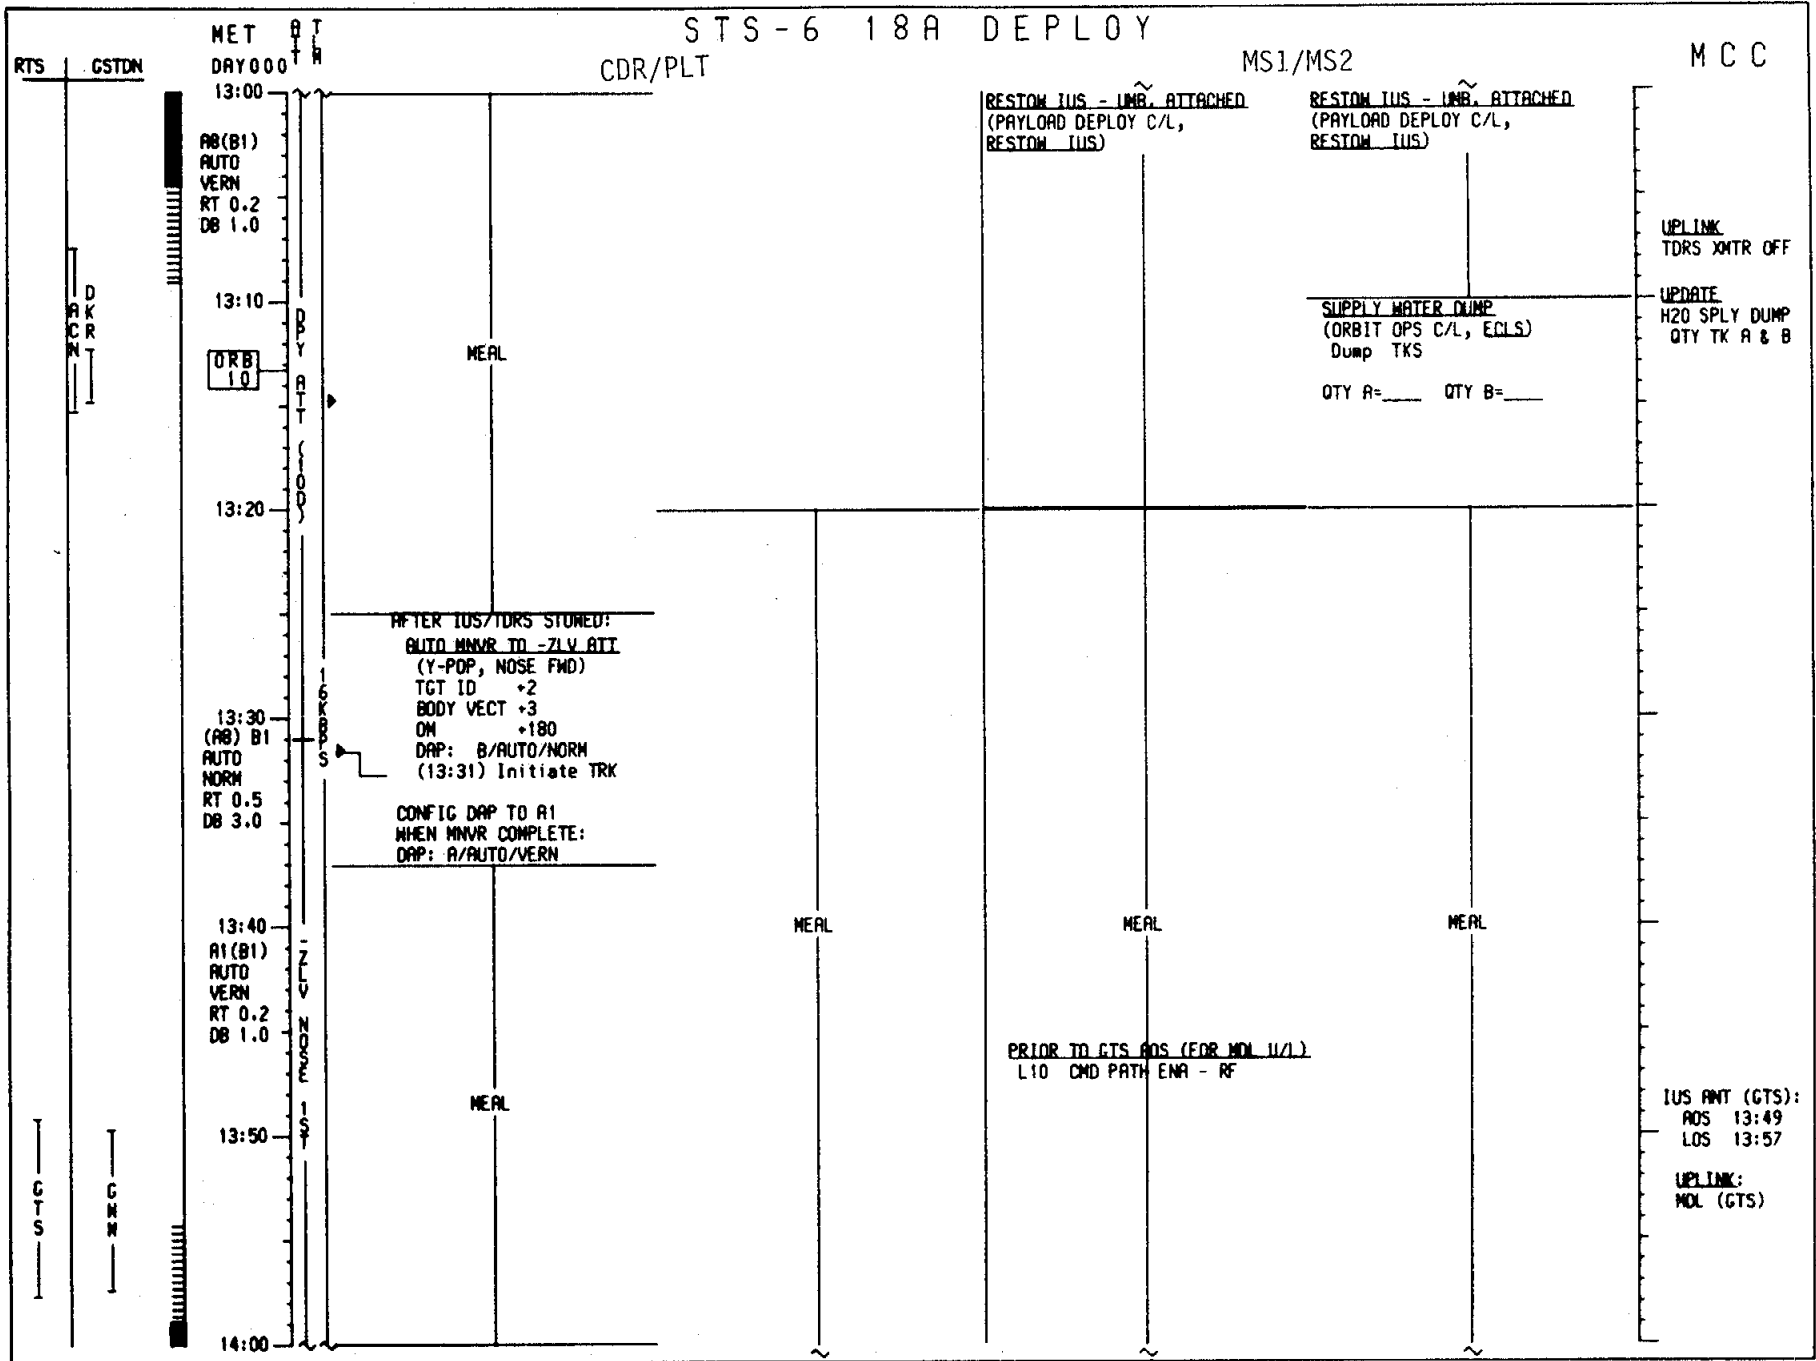 STS-6 18A DEPLOY
MET
DAY000
ATT
TLM
RTS
GSTDN
CDR/PLT
MS1/MS2
MCC
13:00
A8(B1)
AUTO
VERN
RT 0.2
DB 1.0
13:10
ORB
10
13:20
13:30
(A8) B1
AUTO
NORM
RT 0.5
DB 3.0
13:40
A1(B1)
AUTO
VERN
RT 0.2
DB 1.0
13:50
14:00
ACN
DKR
GTS
GWM
DPY ATT (IOD)
-ZLV NOSE 1ST
16KBPS
MEAL
AFTER IUS/TDRS STOWED:
AUTO MNVR TO -ZLV ATT
(Y-POP, NOSE FWD)
TGT ID +2
BODY VECT +3
OM +180
DAP: B/AUTO/NORM
(13:31) Initiate TRK
CONFIG DAP TO A1
WHEN MNVR COMPLETE:
DAP: A/AUTO/VERN
MEAL
MEAL
RESTOW IUS - UMB. ATTACHED
(PAYLOAD DEPLOY C/L,
RESTOW IUS)
MEAL
PRIOR TO GTS AOS (FOR MDL U/L)
L10 CMD PATH ENA - RF
RESTOW IUS - UMB. ATTACHED
(PAYLOAD DEPLOY C/L,
RESTOW IUS)
SUPPLY WATER DUMP
(ORBIT OPS C/L, ECLS)
Dump TKS
QTY A=____ QTY B=____
MEAL
UPLINK
TDRS XMTR OFF
UPDATE
H20 SPLY DUMP
QTY TK A & B
IUS ANT (GTS):
AOS 13:49
LOS 13:57
UPLINK:
MDL (GTS)